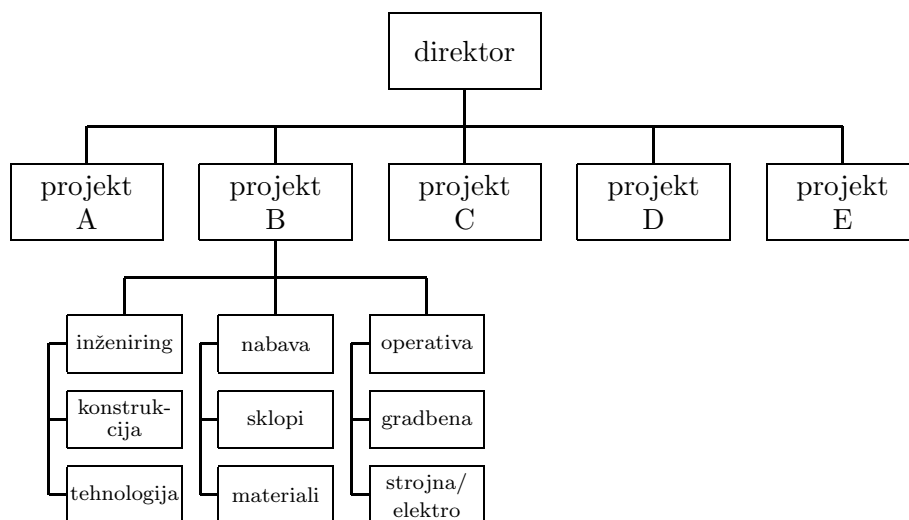 direktor
projekt
A
projekt
B
projekt
C
projekt
D
projekt
E
inženiring
nabava
operativa
konstruk-
cija
sklopi
gradbena
tehnologija
materiali
strojna/
elektro